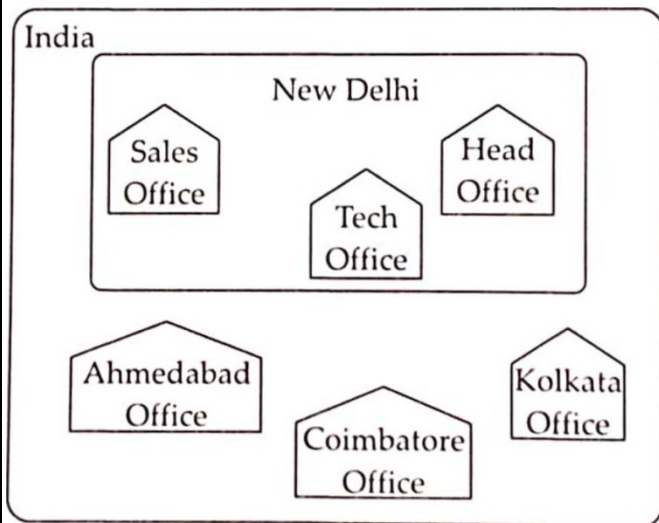 India
New Delhi
Sales
Office
Head
Office
Tech
Office
Ahmedabad
Office
Kolkata
Office
Coimbatore
Office